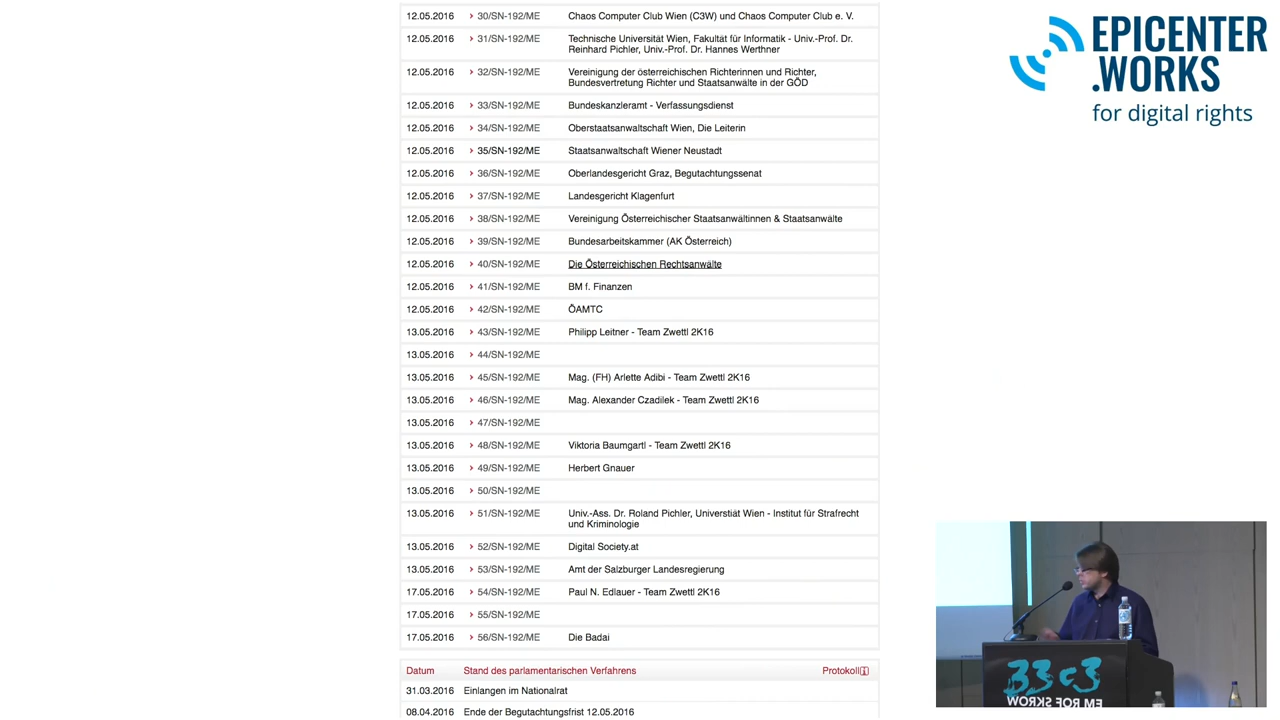 12.05.2016 › 30/SN-192/ME Chaos Computer Club Wien (C3W) und Chaos Computer Club e. V.
12.05.2016 › 31/SN-192/ME Technische Universität Wien, Fakultät für Informatik - Univ.-Prof. Dr.
Reinhard Pichler, Univ.-Prof. Dr. Hannes Werthner
12.05.2016 › 32/SN-192/ME Vereinigung der österreichischen Richterinnen und Richter,
Bundesvertretung Richter und Staatsanwälte in der GÖD
12.05.2016 › 33/SN-192/ME Bundeskanzleramt - Verfassungsdienst
12.05.2016 › 34/SN-192/ME Oberstaatsanwaltschaft Wien, Die Leiterin
12.05.2016 › 35/SN-192/ME Staatsanwaltschaft Wiener Neustadt
12.05.2016 › 36/SN-192/ME Oberlandesgericht Graz, Begutachtungssenat
12.05.2016 › 37/SN-192/ME Landesgericht Klagenfurt
12.05.2016 › 38/SN-192/ME Vereinigung Österreichischer Staatsanwältinnen & Staatsanwälte
12.05.2016 › 39/SN-192/ME Bundesarbeitskammer (AK Österreich)
12.05.2016 › 40/SN-192/ME Die Österreichischen Rechtsanwälte
12.05.2016 › 41/SN-192/ME BM f. Finanzen
12.05.2016 › 42/SN-192/ME ÖAMTC
13.05.2016 › 43/SN-192/ME Philipp Leitner - Team Zwettl 2K16
13.05.2016 › 44/SN-192/ME
13.05.2016 › 45/SN-192/ME Mag. (FH) Arlette Adibi - Team Zwettl 2K16
13.05.2016 › 46/SN-192/ME Mag. Alexander Czadilek - Team Zwettl 2K16
13.05.2016 › 47/SN-192/ME
13.05.2016 › 48/SN-192/ME Viktoria Baumgartl - Team Zwettl 2K16
13.05.2016 › 49/SN-192/ME Herbert Gnauer
13.05.2016 › 50/SN-192/ME
13.05.2016 › 51/SN-192/ME Univ.-Ass. Dr. Roland Pichler, Universtiät Wien - Institut für Strafrecht
und Kriminologie
13.05.2016 › 52/SN-192/ME Digital Society.at
13.05.2016 › 53/SN-192/ME Amt der Salzburger Landesregierung
17.05.2016 › 54/SN-192/ME Paul N. Edlauer - Team Zwettl 2K16
17.05.2016 › 55/SN-192/ME
17.05.2016 › 56/SN-192/ME Die Badai
Datum Stand des parlamentarischen Verfahrens Protokoll
31.03.2016 Einlangen im Nationalrat
08.04.2016 Ende der Begutachtungsfrist 12.05.2016
EPICENTER
.WORKS
for digital rights
33c3
WORKS FOR ME